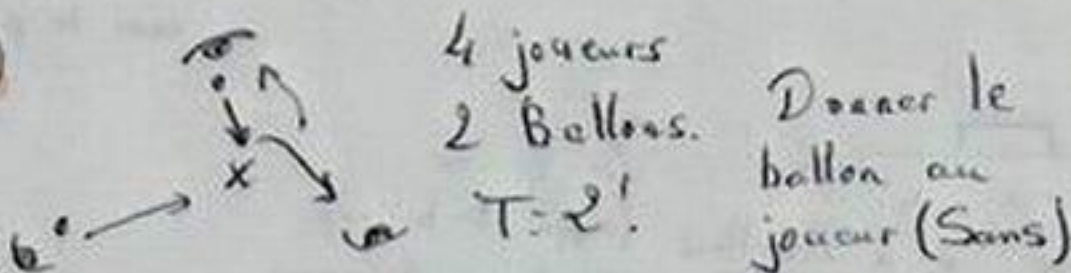 4 joueurs
2 Ballons.
T: 2'.
Donner le
ballon au
joueur (Sans)
X